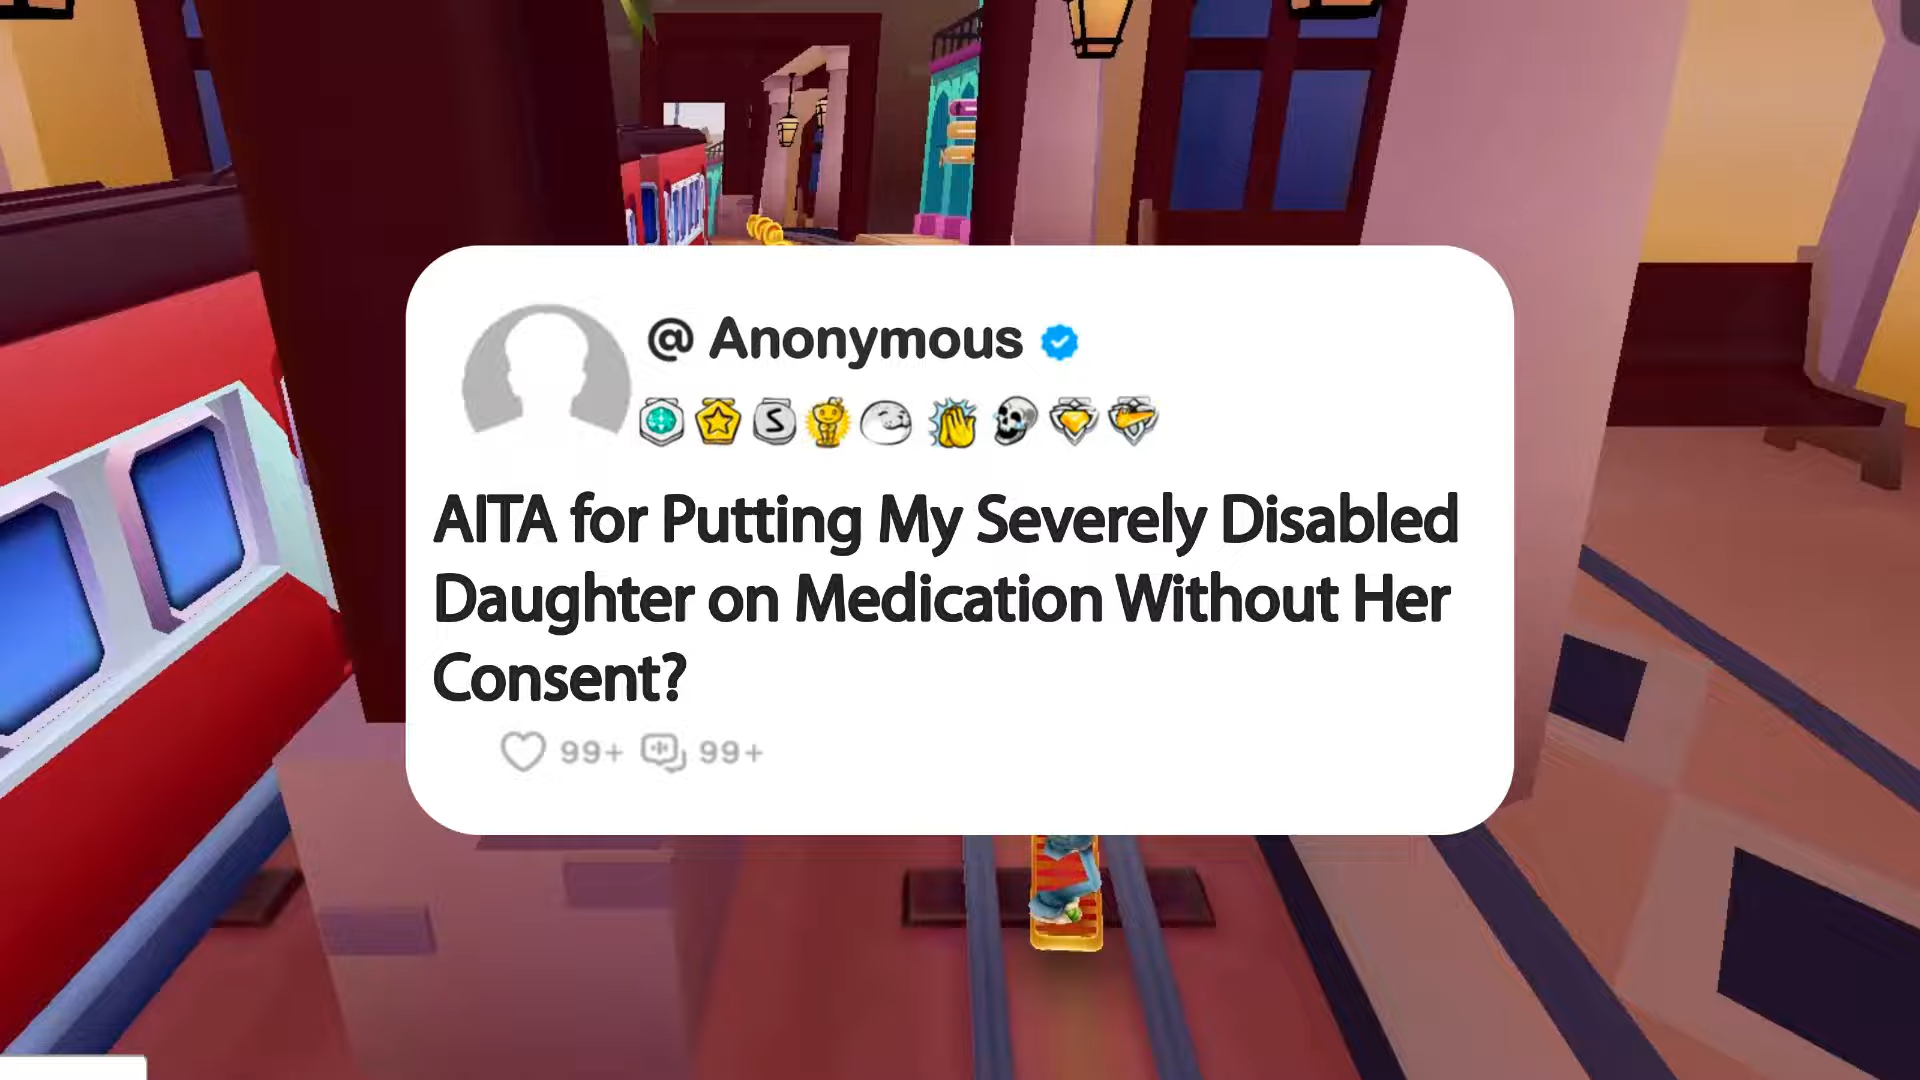 @ Anonymous
AITA for Putting My Severely Disabled
Daughter on Medication Without Her
Consent?
99+ 99+